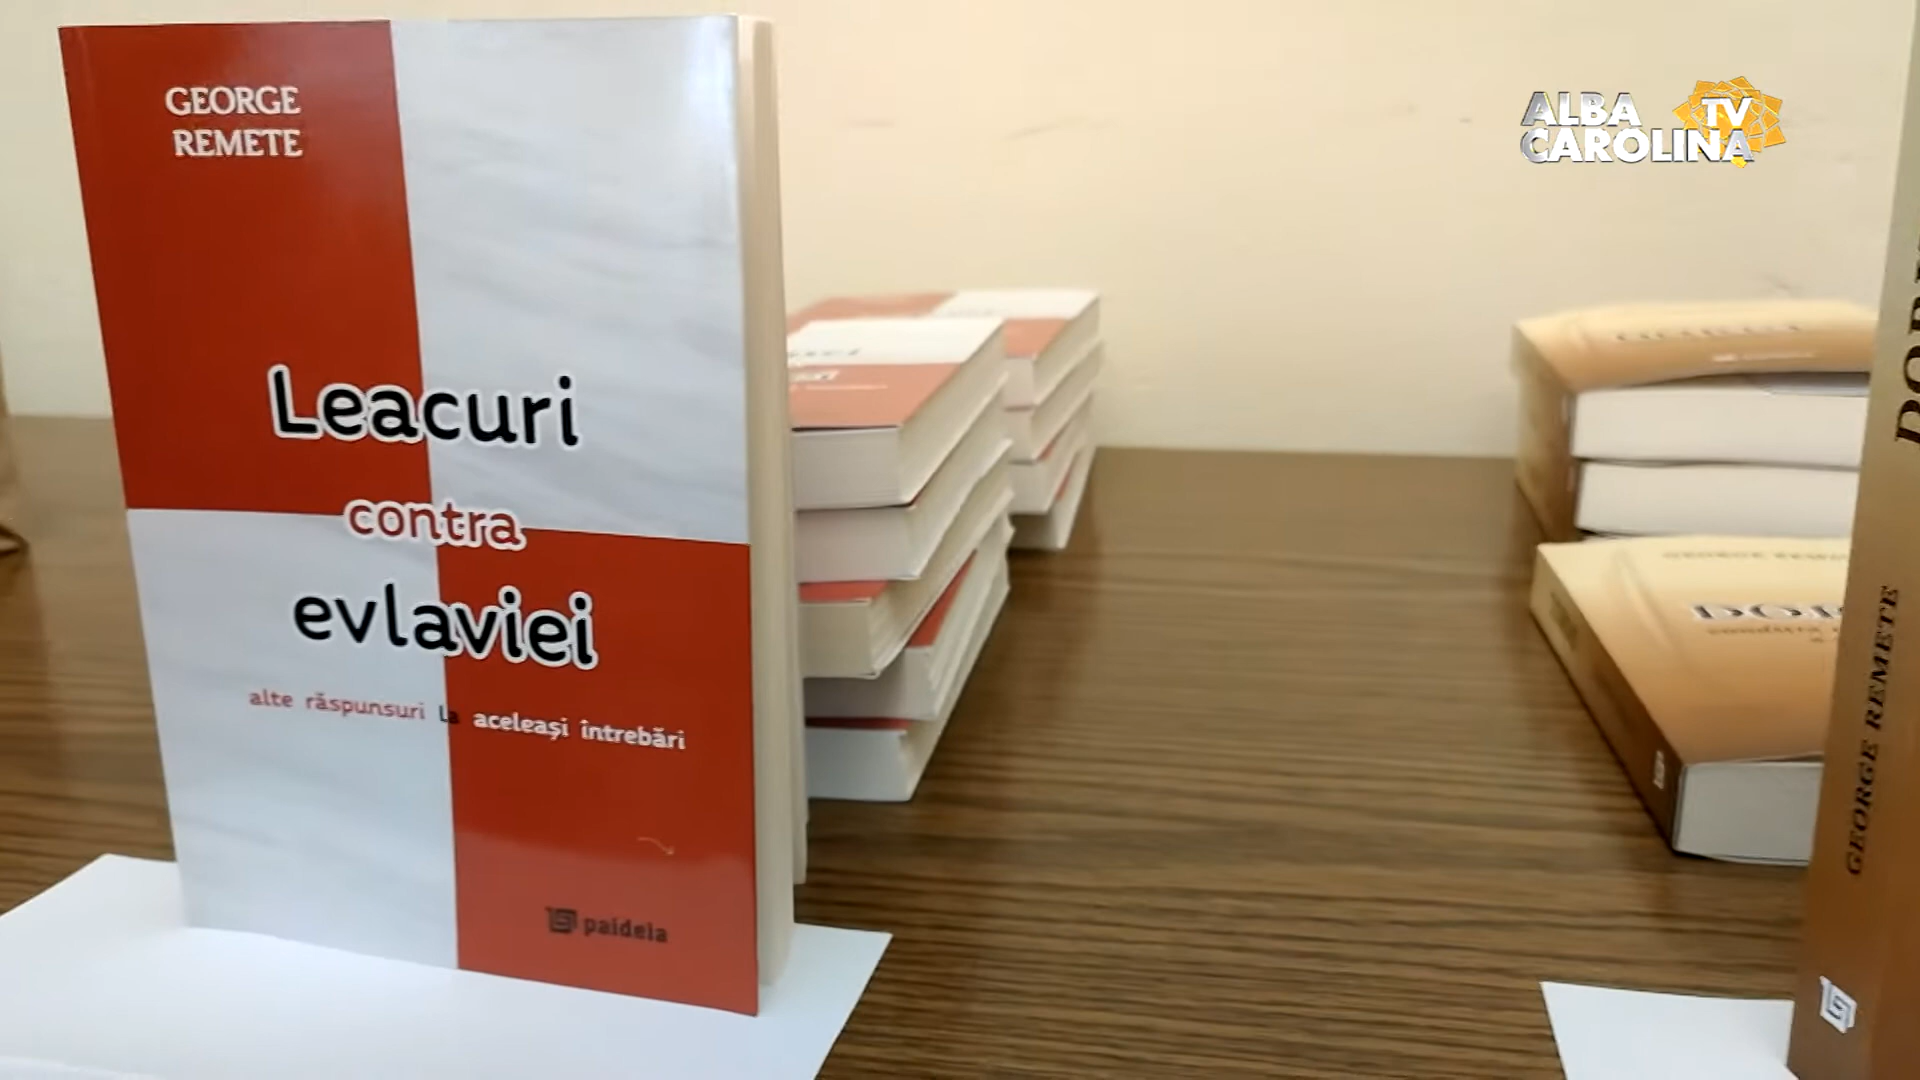 GEORGE
REMETE
Leacuri
contra
evlaviei
alte răspunsuri la aceleași întrebări
paideia
ALBA
CAROLINA
TV
GEORGE REMETE